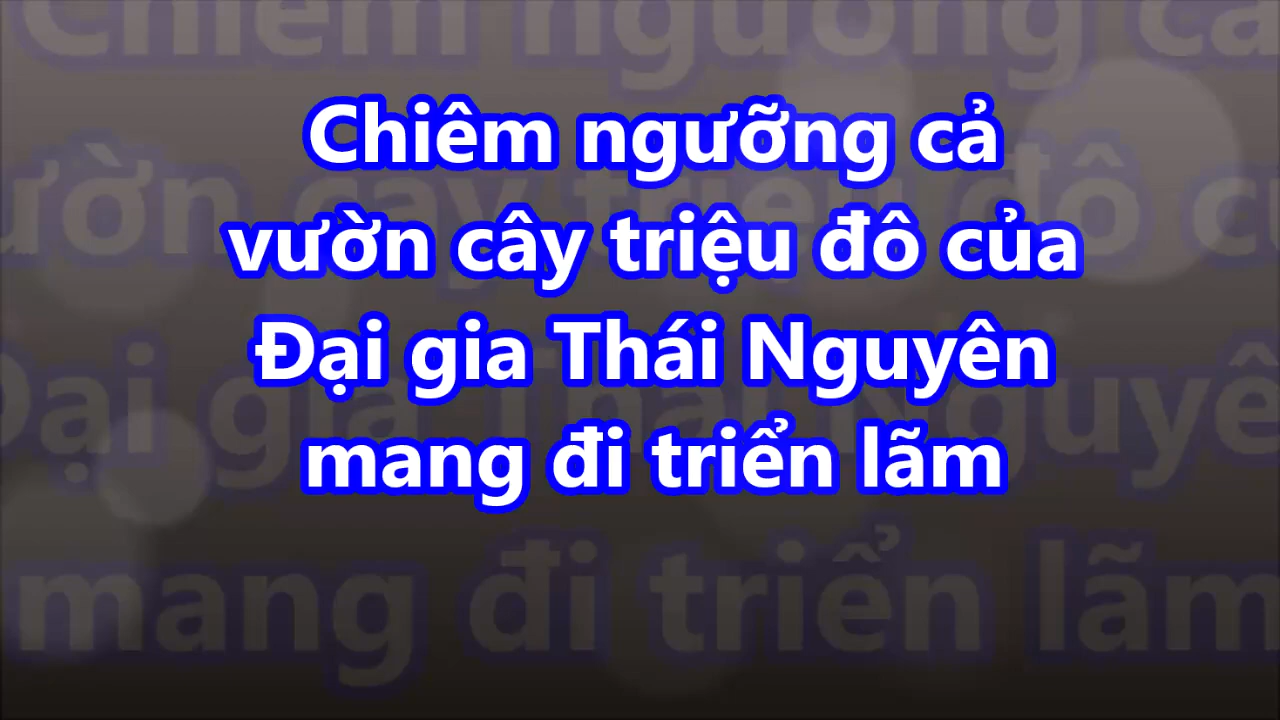 Chiêm ngưỡng cả
vườn cây triệu đô của
Đại gia Thái Nguyên
mang đi triển lãm